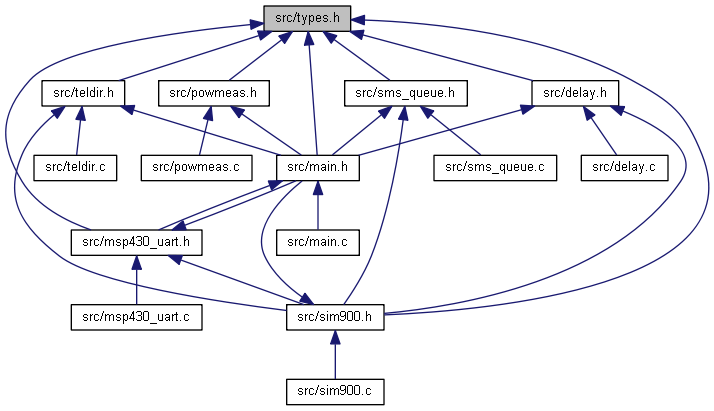 src/types.h
src/teldir.h
src/powmeas.h
src/sms_queue.h
src/delay.h
src/teldir.c
src/powmeas.c
src/main.h
src/sms_queue.c
src/delay.c
src/msp430_uart.h
src/main.c
src/msp430_uart.c
src/sim900.h
src/sim900.c